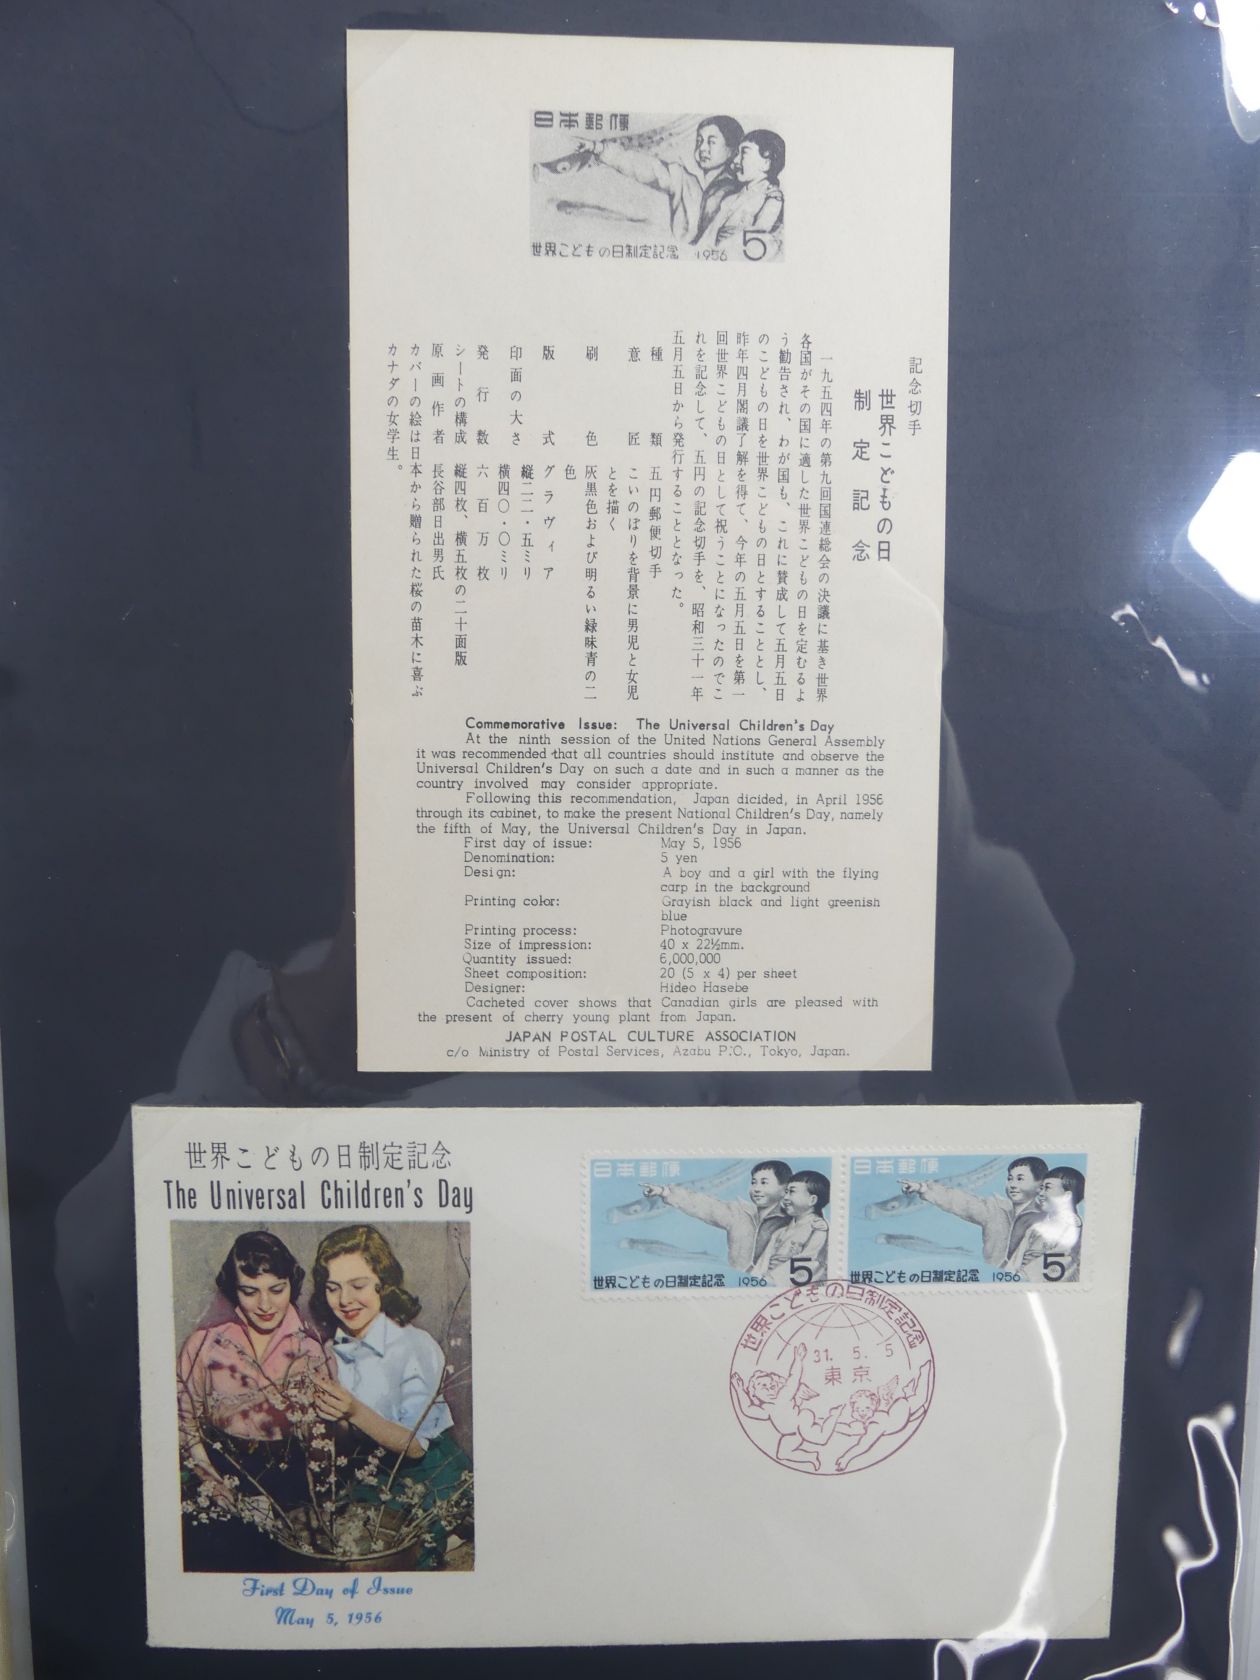 日本郵便
世界こどもの日制定記念 1956 5
記念切手
世界こどもの日
制定記念
一九五四年の第九回国連総会の決議に基き世界
各国がその国に適した世界こどもの日を定むるよ
う勧告され、わが国も、これに賛成して五月五日
のこどもの日を世界こどもの日とすることとし、
昨年四月閣議了解を得て、今年の五月五日を第一
回世界こどもの日として祝うことになったのでこ
れを記念して、五円の記念切手を、昭和三十一年
五月五日から発行することとなった。
種類 五円郵便切手
意匠 こいのぼりを背景に男児と女児
とを描く
刷色 灰黒色および明るい緑味青の二
色
版式 グラヴィア
印面の大さ 縦二二・五ミリ
横四〇・〇ミリ
発行数 六百万枚
シートの構成 縦四枚、横五枚の二十面版
原画作者 長谷部日出男氏
カバーの絵は日本から贈られた桜の苗木に喜ぶ
カナダの女学生。
Commemorative Issue: The Universal Children's Day
At the ninth session of the United Nations General Assembly
it was recommended that all countries should institute and observe the
Universal Children's Day on such a date and in such a manner as the
country involved may consider appropriate.
Following this recommendation, Japan dicided, in April 1956
through its cabinet, to make the present National Children's Day, namely
the fifth of May, the Universal Children's Day in Japan.
First day of issue: May 5, 1956
Denomination: 5 yen
Design: A boy and a girl with the flying
carp in the background
Printing color: Grayish black and light greenish
blue
Printing process: Photogravure
Size of impression: 40 x 22½mm.
Quantity issued: 6,000,000
Sheet composition: 20 (5 x 4) per sheet
Designer: Hideo Hasebe
Cacheted cover shows that Canadian girls are pleased with
the present of cherry young plant from Japan.
JAPAN POSTAL CULTURE ASSOCIATION
c/o Ministry of Postal Services, Azabu P.O., Tokyo, Japan.
世界こどもの日制定記念
The Universal Children's Day
First Day of Issue
May 5, 1956
日本郵便
世界こどもの日制定記念 1956 5
日本郵便
世界こどもの日制定記念 1956 5
世界こどもの日制定記念
31. 5. 5
東京